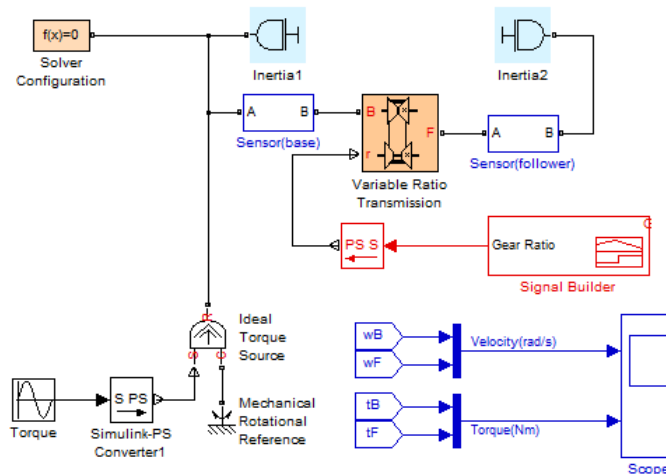 f(x)=0
Solver
Configuration
Inertia1
Inertia2
A
B
Sensor(base)
B
F
r
Variable Ratio
Transmission
A
B
Sensor(follower)
PS S
Gear Ratio
Signal Builder
R
S
C
Ideal
Torque
Source
Torque
S PS
Simulink-PS
Converter1
Mechanical
Rotational
Reference
wB
wF
Velocity(rad/s)
tB
tF
Torque(Nm)
Scope